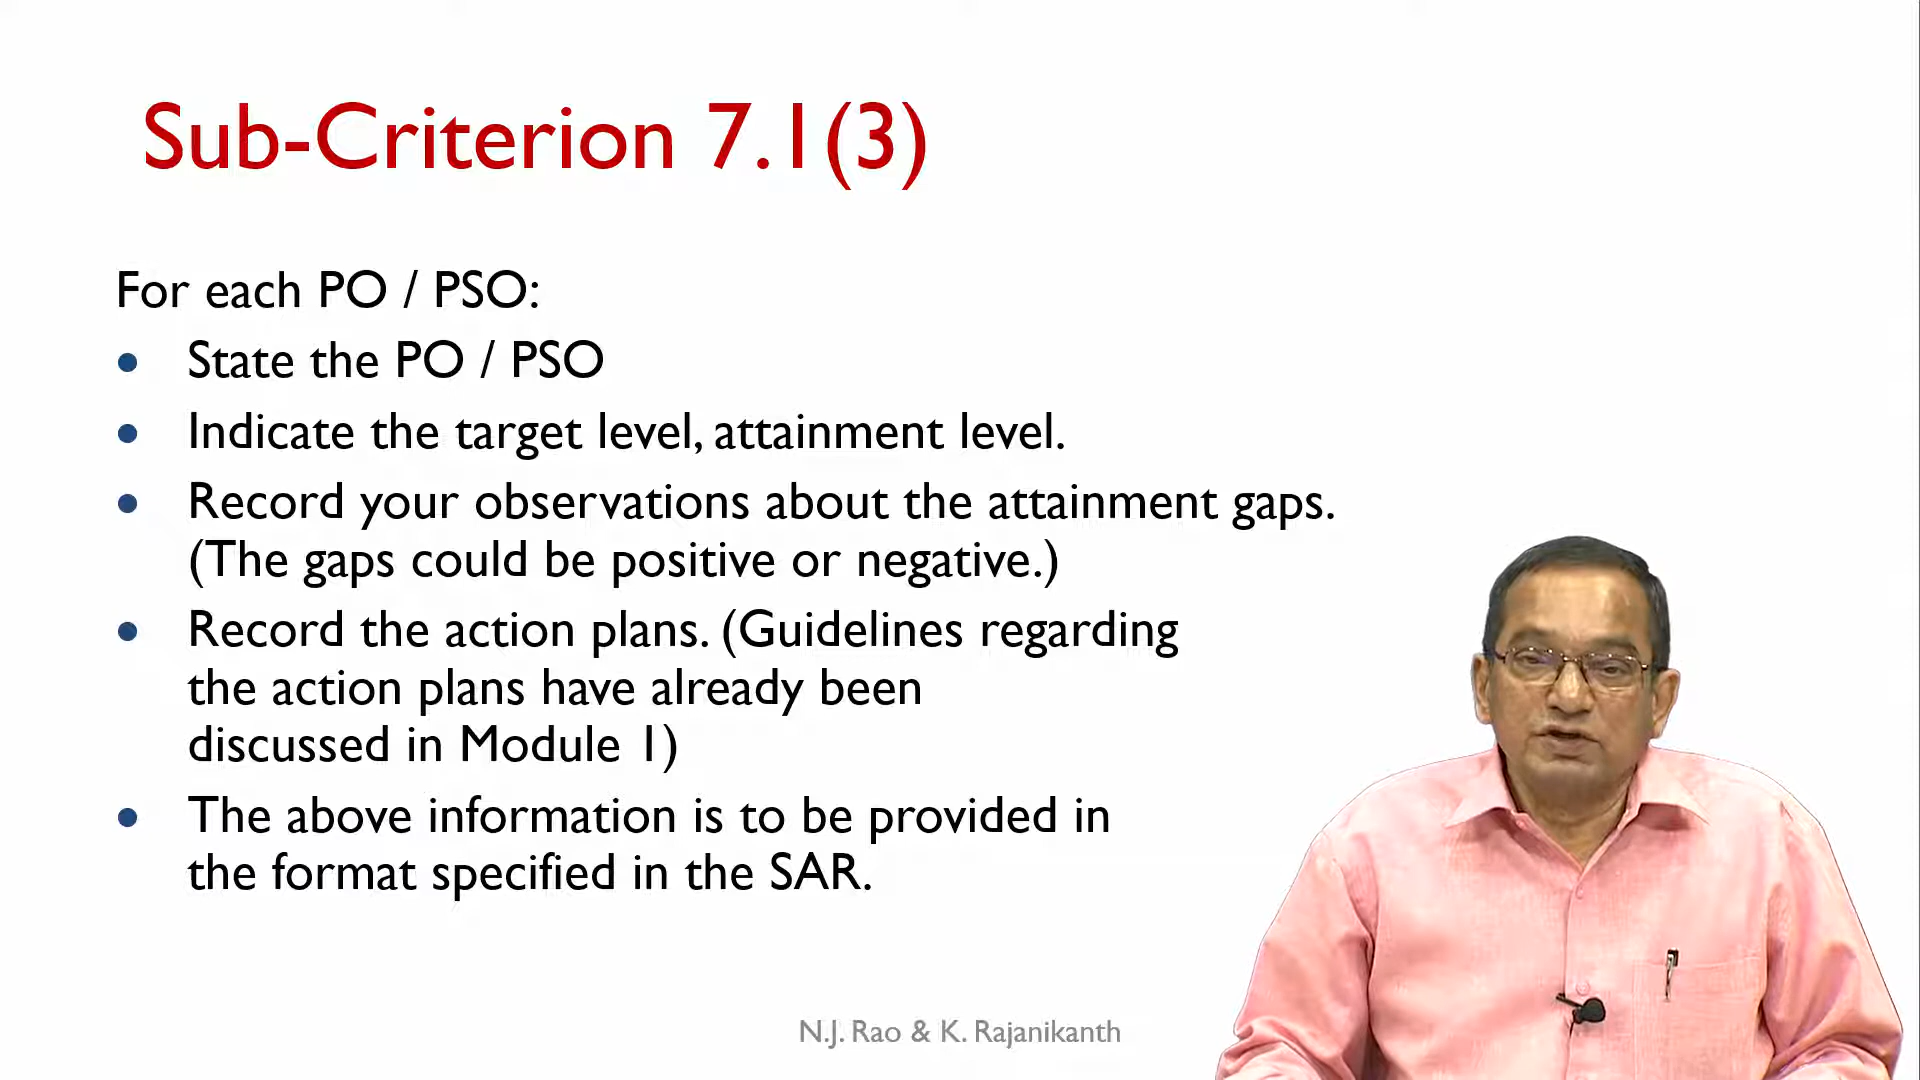 Sub-Criterion 7.1(3)
For each PO / PSO:
• State the PO / PSO
• Indicate the target level, attainment level.
• Record your observations about the attainment gaps.
(The gaps could be positive or negative.)
• Record the action plans. (Guidelines regarding
the action plans have already been
discussed in Module 1)
• The above information is to be provided in
the format specified in the SAR.
N.J. Rao & K. Rajanikanth